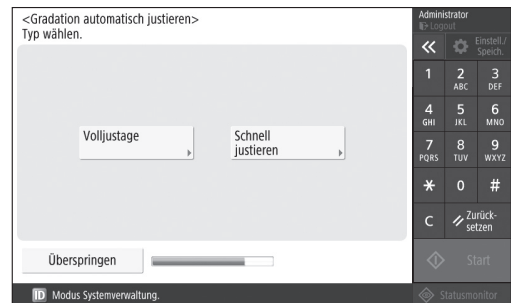 <Gradation automatisch justieren>
Typ wählen.
Volljustage
Schnell
justieren
Überspringen
ID Modus Systemverwaltung.
Administrator
Logout
Einstell./
Speich.
1
2
ABC
3
DEF
4
GHI
5
JKL
6
MNO
7
PQRS
8
TUV
9
WXYZ
*
0
#
C
Zurück-
setzen
Start
Statusmonitor